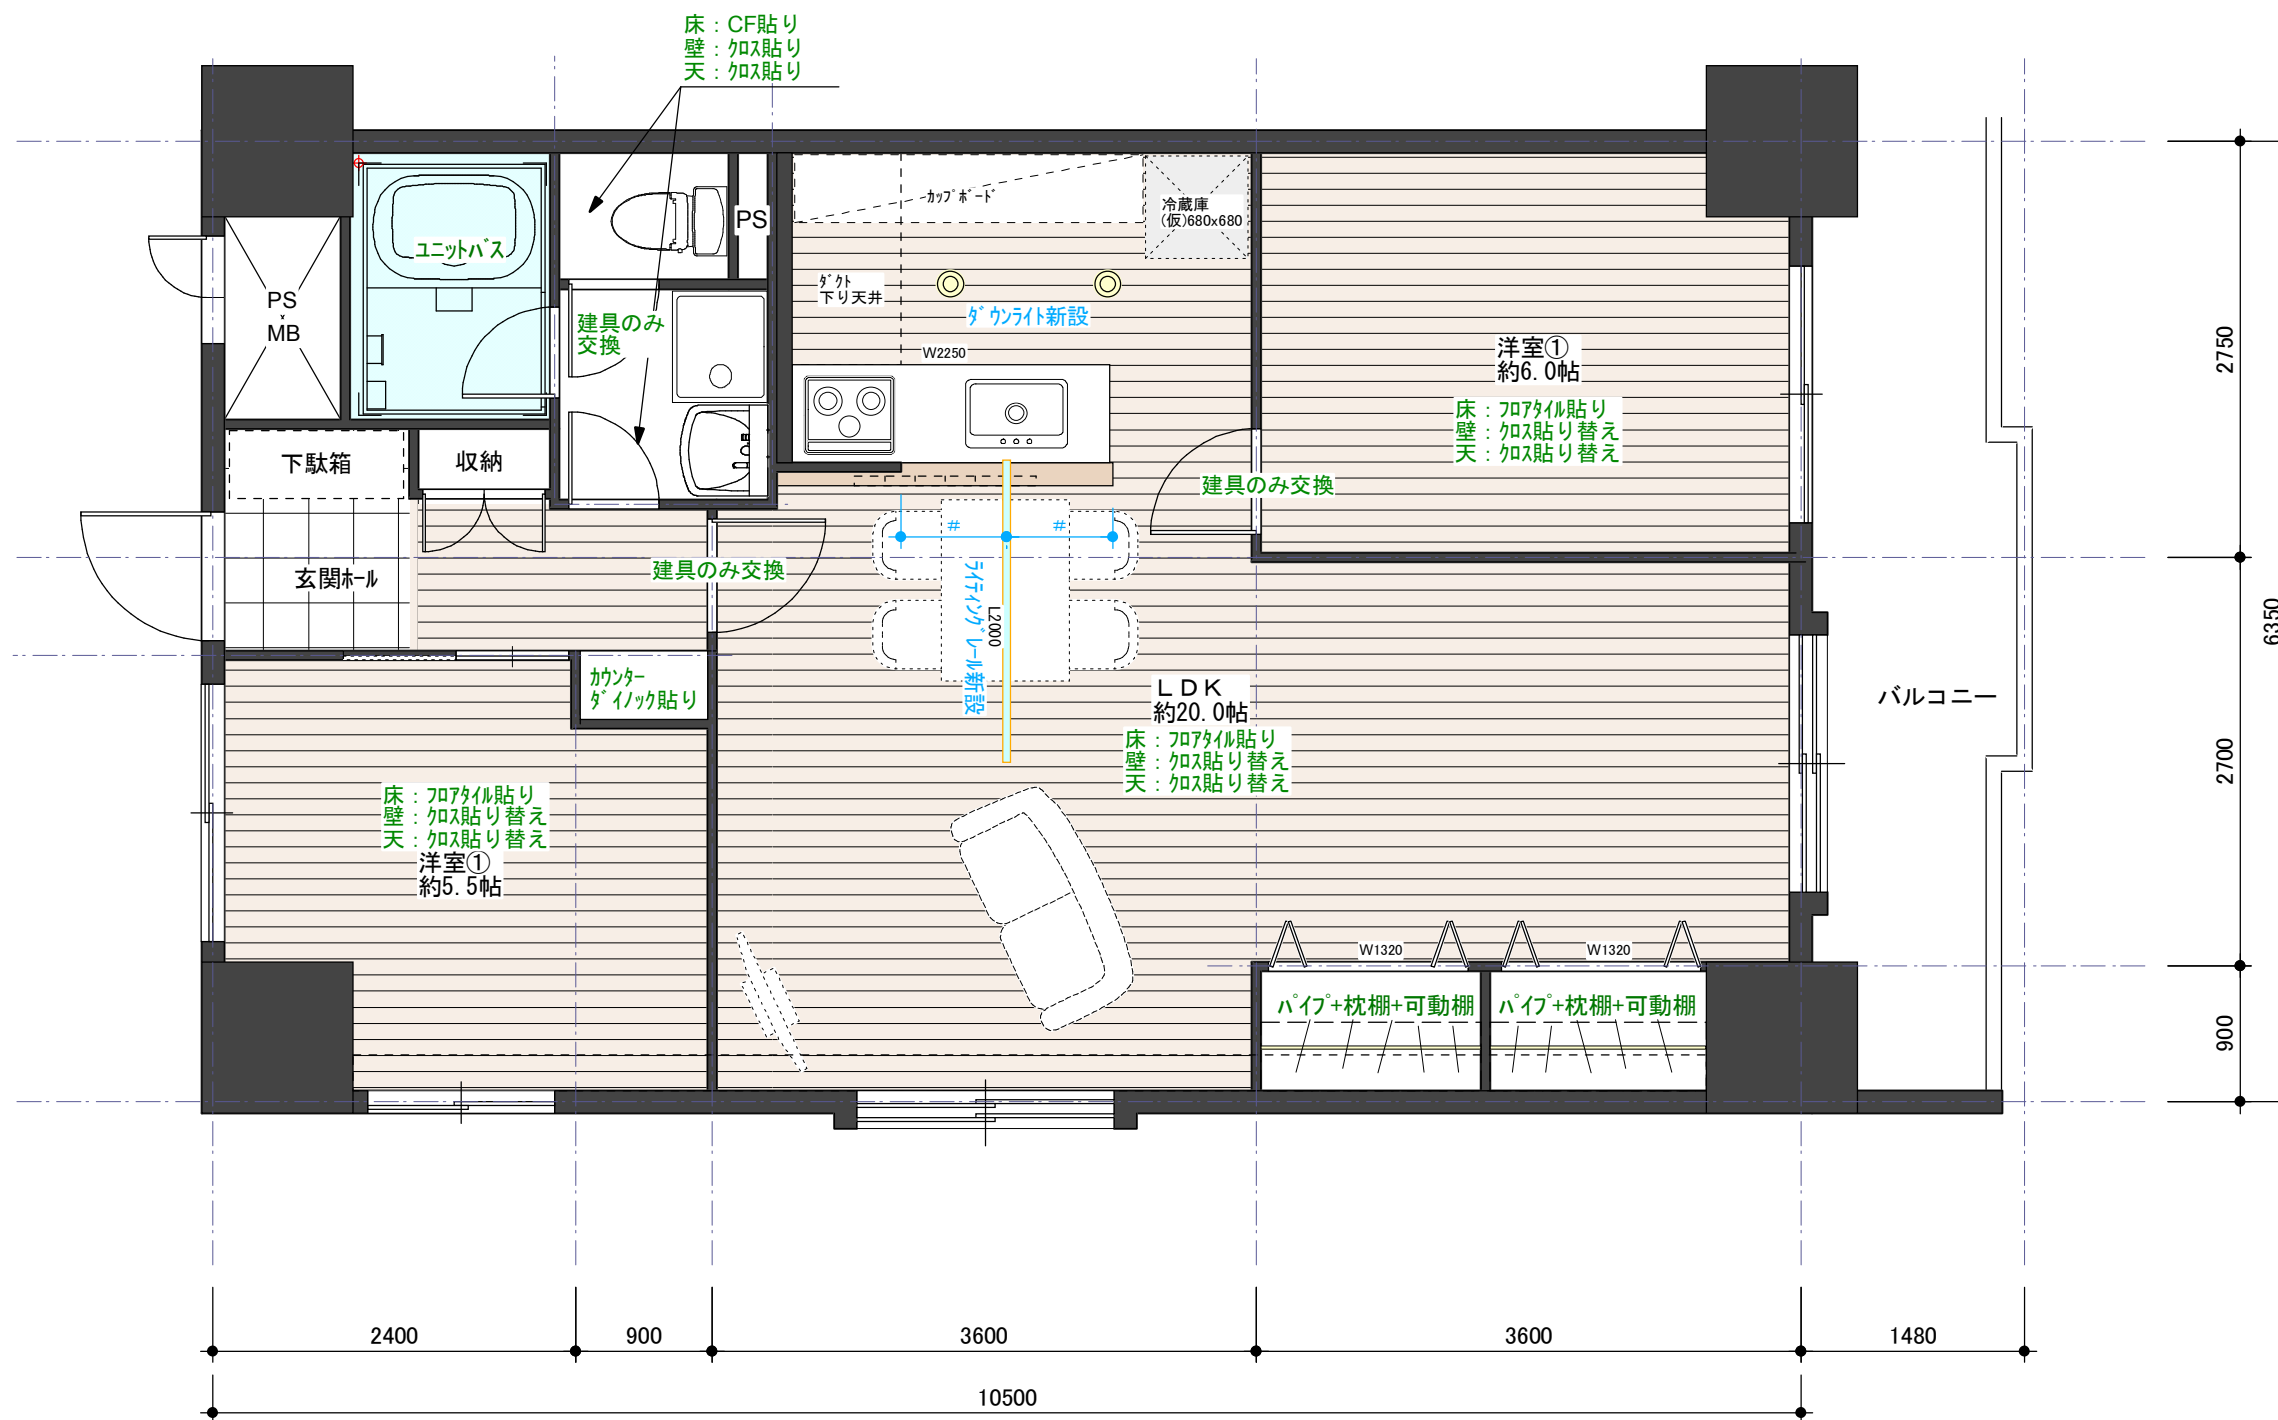 床：CF貼り
壁：ｸﾛｽ貼り
天：ｸﾛｽ貼り
PS
ｶｯﾌﾟﾎﾞｰﾄﾞ
冷蔵庫
(仮)680x680
ﾕﾆｯﾄﾊﾞｽ
PS
MB
ﾀﾞｸﾄ
下り天井
ﾀﾞｳﾝﾗｲﾄ新設
建具のみ
交換
W2250
洋室①
約6.0帖
床：ﾌﾛｱﾀｲﾙ貼り
壁：ｸﾛｽ貼り替え
天：ｸﾛｽ貼り替え
下駄箱
収納
建具のみ交換
#
#
玄関ﾎｰﾙ
建具のみ交換
ﾗｲﾃｨﾝｸﾞﾚｰﾙ新設
L2000
ｶｳﾝﾀｰ
ﾀﾞｲﾉｯｸ貼り
ＬＤＫ
約20.0帖
床：ﾌﾛｱﾀｲﾙ貼り
壁：ｸﾛｽ貼り替え
天：ｸﾛｽ貼り替え
バルコニー
床：ﾌﾛｱﾀｲﾙ貼り
壁：ｸﾛｽ貼り替え
天：ｸﾛｽ貼り替え
洋室①
約5.5帖
W1320
W1320
ﾊﾟｲﾌﾟ+枕棚+可動棚
ﾊﾟｲﾌﾟ+枕棚+可動棚
2750
6350
2700
900
2400
900
3600
3600
1480
10500